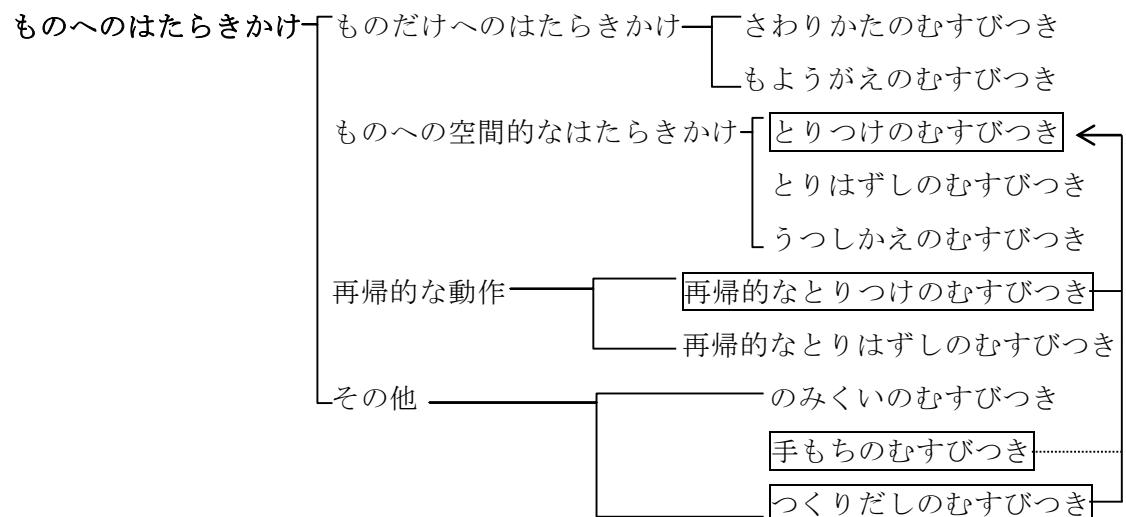 ものへのはたらきかけ ものだけへのはたらきかけ さわりかたのむすびつき
もようがえのむすびつき
ものへの空間的なはたらきかけ とりつけのむすびつき
とりはずしのむすびつき
うつしかえのむすびつき
再帰的な動作 再帰的なとりつけのむすびつき
再帰的なとりはずしのむすびつき
その他 のみくいのむすびつき
手もちのむすびつき
つくりだしのむすびつき